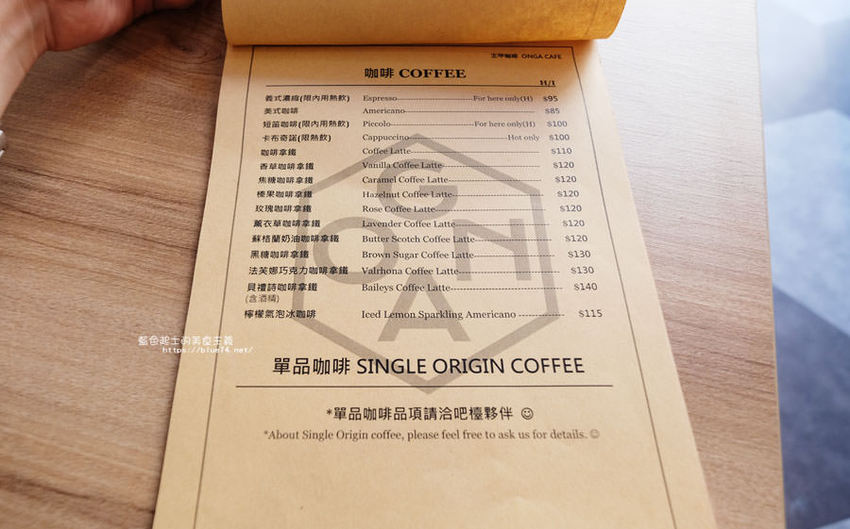 立甲咖啡 ONGA CAFE
咖啡 COFFEE
H/I
義式濃縮(限內用熱飲) Espresso For here only(H) $95
美式咖啡 Americano $85
短笛咖啡(限內用熱飲) Piccolo For here only(H) $100
卡布奇諾(限熱飲) Cappuccino Hot only $100
咖啡拿鐵 Coffee Latte $110
香草咖啡拿鐵 Vanilla Coffee Latte $120
焦糖咖啡拿鐵 Caramel Coffee Latte $120
榛果咖啡拿鐵 Hazelnut Coffee Latte $120
玫瑰咖啡拿鐵 Rose Coffee Latte $120
薰衣草咖啡拿鐵 Lavender Coffee Latte $120
蘇格蘭奶油咖啡拿鐵 Butter Scotch Coffee Latte $120
黑糖咖啡拿鐵 Brown Sugar Coffee Latte $130
法芙娜巧克力咖啡拿鐵 Valrhona Coffee Latte $130
貝禮詩咖啡拿鐵 Baileys Coffee Latte $140
(含酒精)
檸檬氣泡冰咖啡 Iced Lemon Sparkling Americano $115
ONGA
藍色起士的美食主義
https://blue74.net/
單品咖啡 SINGLE ORIGIN COFFEE
*單品咖啡品項請洽吧檯夥伴 ☺
*About Single Origin coffee, please feel free to ask us for details. ☺